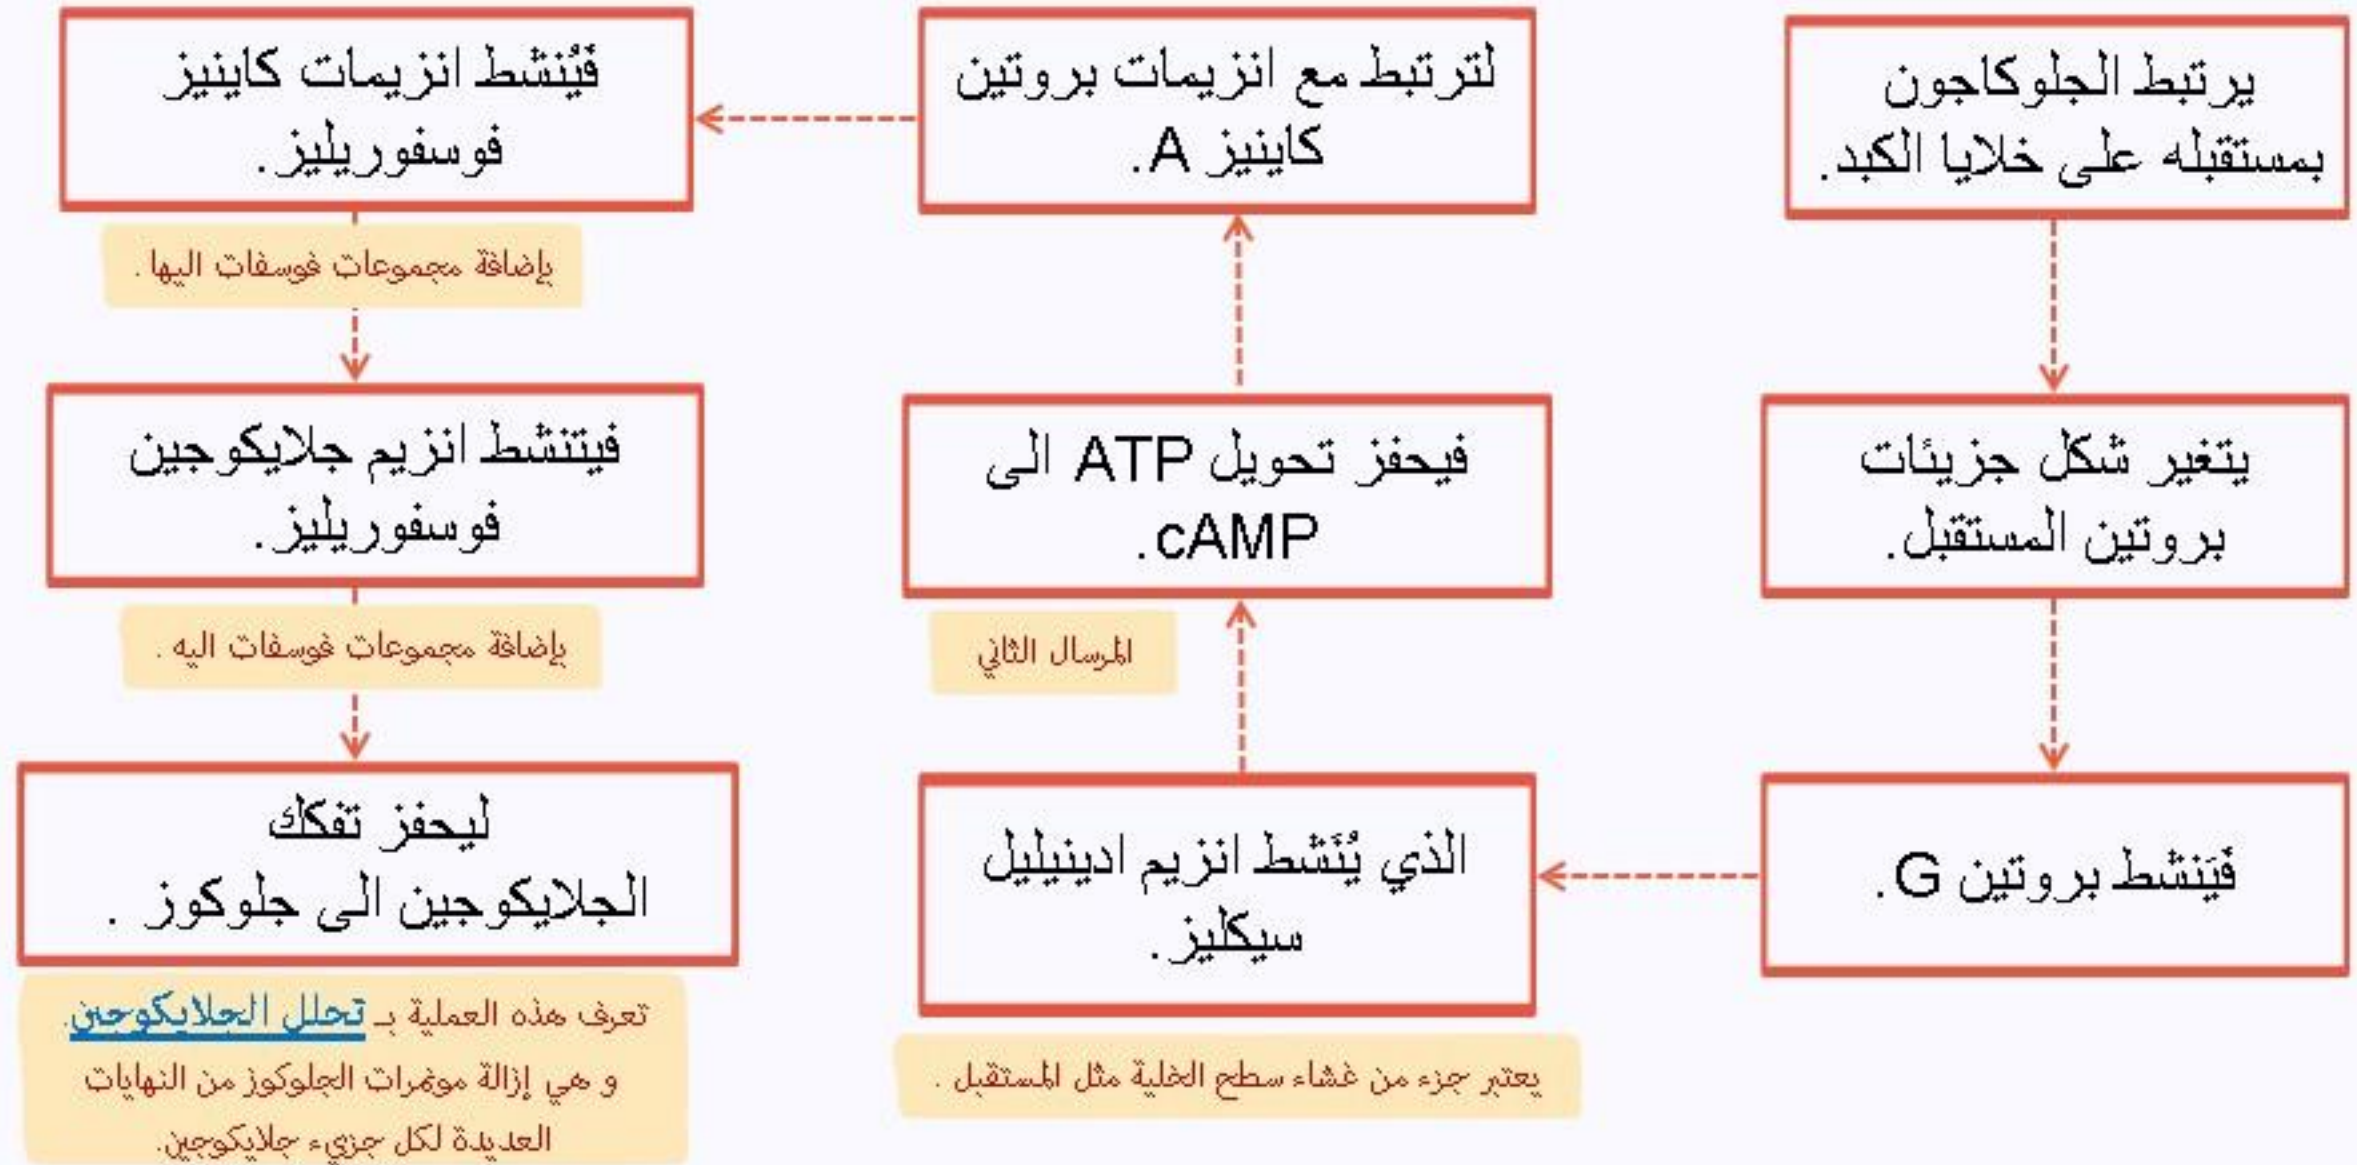 يرتبط الجلوكاجون
بمستقبله على خلايا الكبد.
يتغير شكل جزيئات
بروتين المستقبل.
فَيَنشط بروتين G.
الذي يُنَشط انزيم ادينيليل
سيكليز.
يعتبر جزء من غشاء سطح الخلية مثل المستقبل .
فيحفز تحويل ATP الى
cAMP.
المرسال الثاني
لترتبط مع انزيمات بروتين
كاينيز A.
فَيُنشط انزيمات كاينيز
فوسفوريليز.
بإضافة مجموعات فوسفات اليها .
فيتنشط انزيم جلايكوجين
فوسفوريليز.
بإضافة مجموعات فوسفات اليه .
ليحفز تفكك
الجلايكوجين الى جلوكوز .
تعرف هذه العملية بـ تحلل الجلايكوجين.
و هي إزالة مونمرات الجلوكوز من النهايات
العديدة لكل جزيء جلايكوجين.